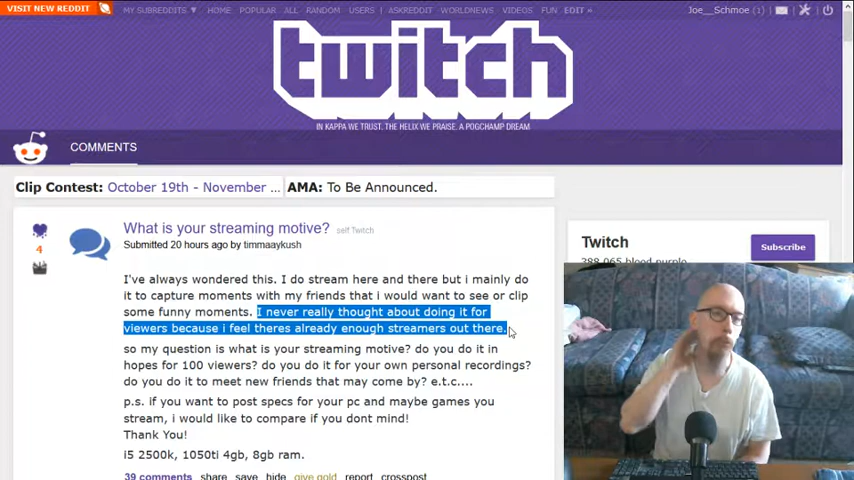 VISIT NEW REDDIT
MY SUBREDDITS ▼ HOME POPULAR ALL RANDOM USERS | ASKREDDIT WORLDNEWS VIDEOS FUN EDIT »
Joe__Schmoe (1)
twitch
IN KAPPA WE TRUST. THE HELIX WE PRAISE. A POGCHAMP DREAM
COMMENTS
Clip Contest: October 19th - November ... AMA: To Be Announced.
What is your streaming motive? self Twitch
Submitted 20 hours ago by timmaaykush
4
I've always wondered this. I do stream here and there but i mainly do
it to capture moments with my friends that i would want to see or clip
some funny moments. I never really thought about doing it for
viewers because i feel theres already enough streamers out there.
so my question is what is your streaming motive? do you do it in
hopes for 100 viewers? do you do it for your own personal recordings?
do you do it to meet new friends that may come by? e.t.c....
p.s. if you want to post specs for your pc and maybe games you
stream, i would like to compare if you dont mind!
Thank You!
i5 2500k, 1050ti 4gb, 8gb ram.
39 comments share save hide give gold report crosspost
Twitch
Subscribe
388,065 blood purple